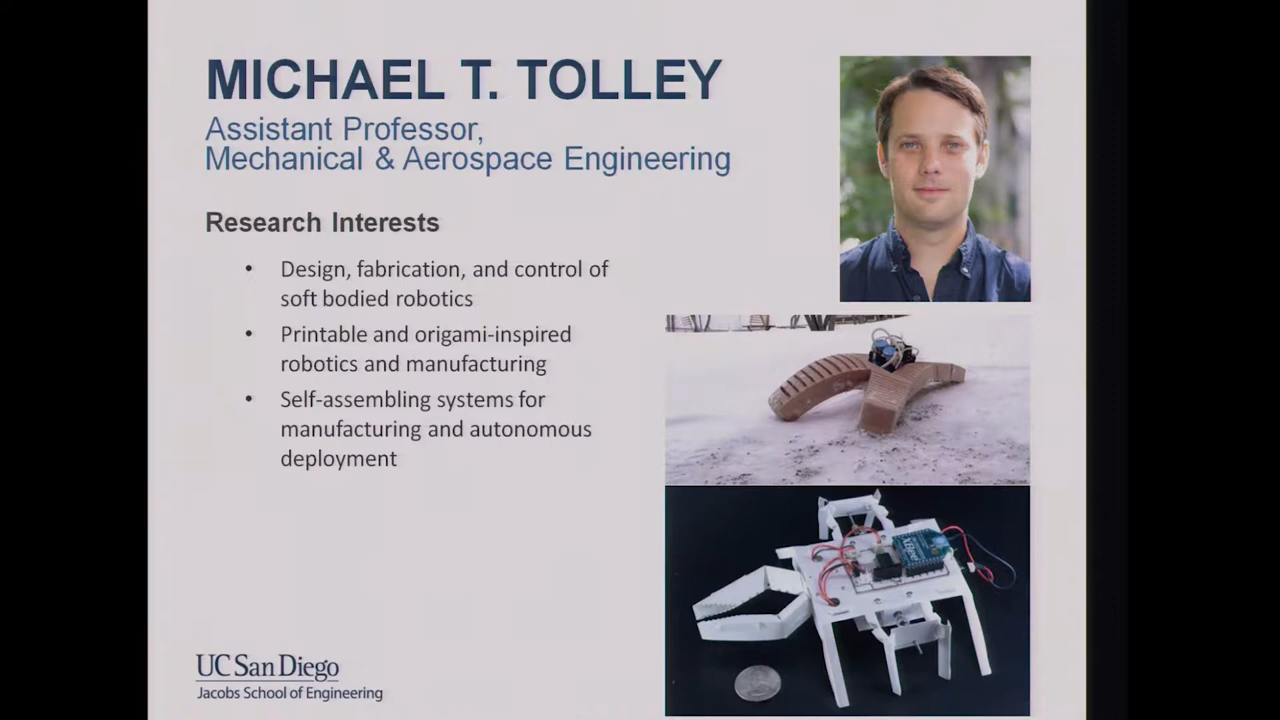 MICHAEL T. TOLLEY
Assistant Professor,
Mechanical & Aerospace Engineering
Research Interests
• Design, fabrication, and control of
soft bodied robotics
• Printable and origami-inspired
robotics and manufacturing
• Self-assembling systems for
manufacturing and autonomous
deployment
XBee
UC San Diego
Jacobs School of Engineering